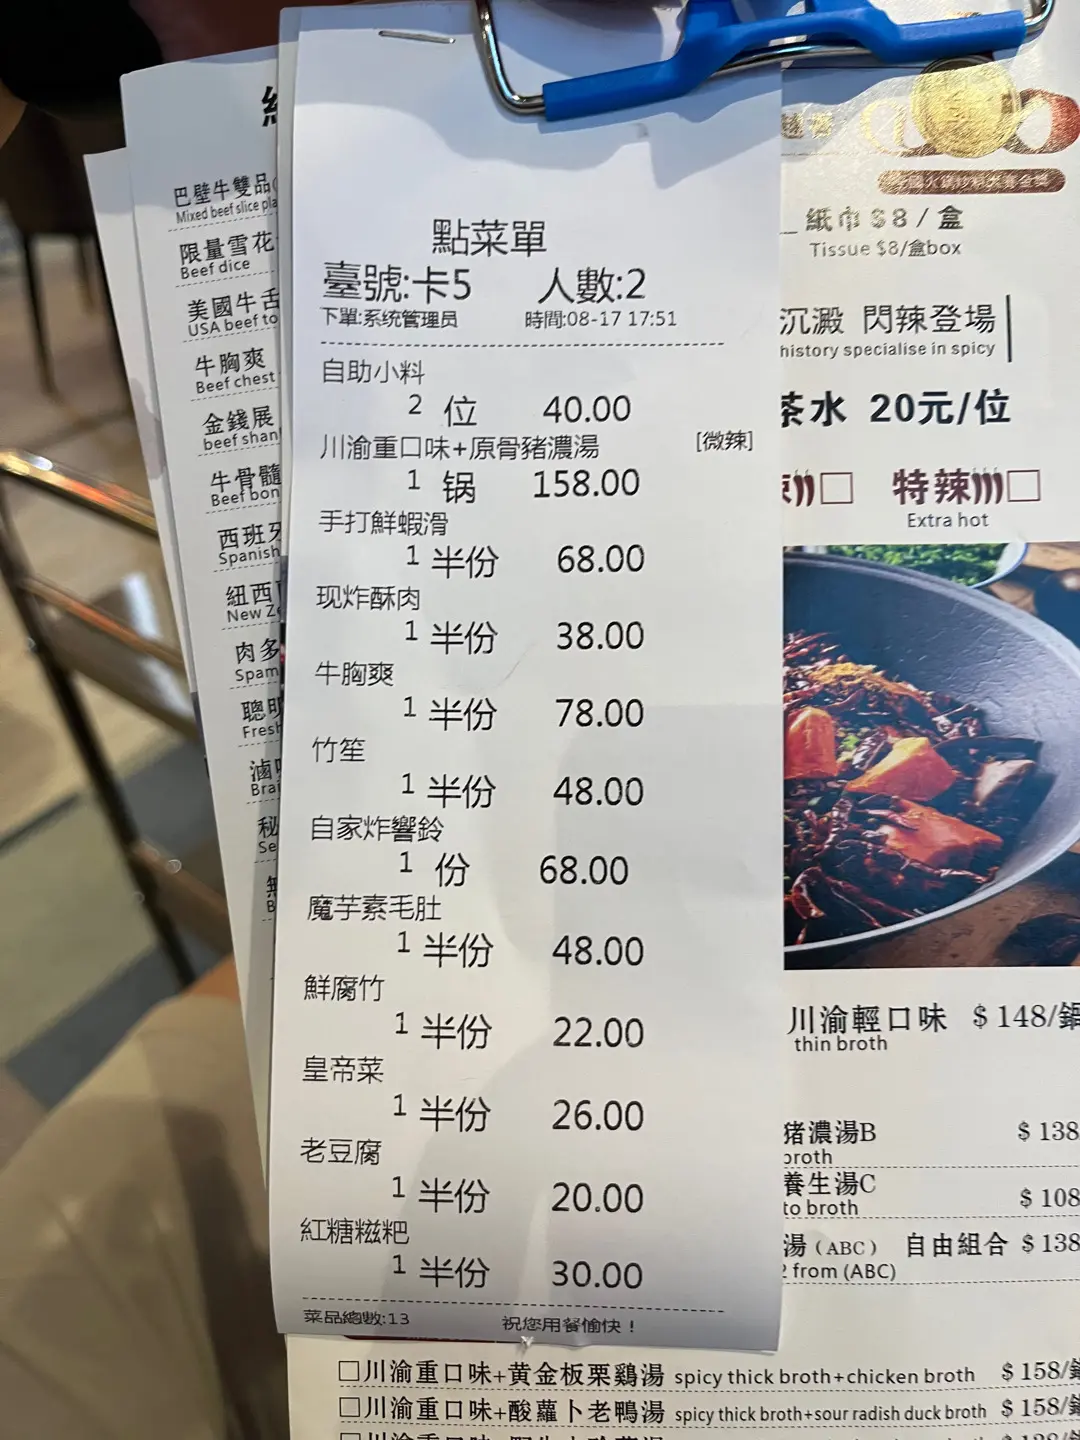 點菜單
臺號:卡5 人數:2
下單:系统管理员 時間:08-17 17:51
自助小料
2 位 40.00
川渝重口味+原骨豬濃湯 [微辣]
1 锅 158.00
手打鮮蝦滑
1 半份 68.00
现炸酥肉
1 半份 38.00
牛胸爽
1 半份 78.00
竹笙
1 半份 48.00
自家炸響鈴
1 份 68.00
魔芋素毛肚
1 半份 48.00
鮮腐竹
1 半份 22.00
皇帝菜
1 半份 26.00
老豆腐
1 半份 20.00
紅糖糍粑
1 半份 30.00
菜品總數:13 祝您用餐愉快！
巴壁牛雙品
Mixed beef slice pla
限量雪花
Beef dice
美國牛舌
USA beef to
牛胸爽
Beef chest
金錢展
beef shan
牛骨髓
Beef bon
西班牙
Spanish
紐西
New Ze
肉多
Spam
聰明
Fresh
滷
Brai
秘
Se
紙巾 $8/盒
Tissue $8/盒box
沉澱 閃辣登場
history specialise in spicy
茶水 20元/位
特辣
Extra hot
川渝輕口味 $148/鍋
thin broth
猪濃湯B $138
broth
養生湯C $108
to broth
湯（ABC） 自由組合 $138
from (ABC)
川渝重口味+黄金板栗鷄湯 spicy thick broth+chicken broth $158/鍋
川渝重口味+酸蘿卜老鴨湯 spicy thick broth+sour radish duck broth $158/鍋